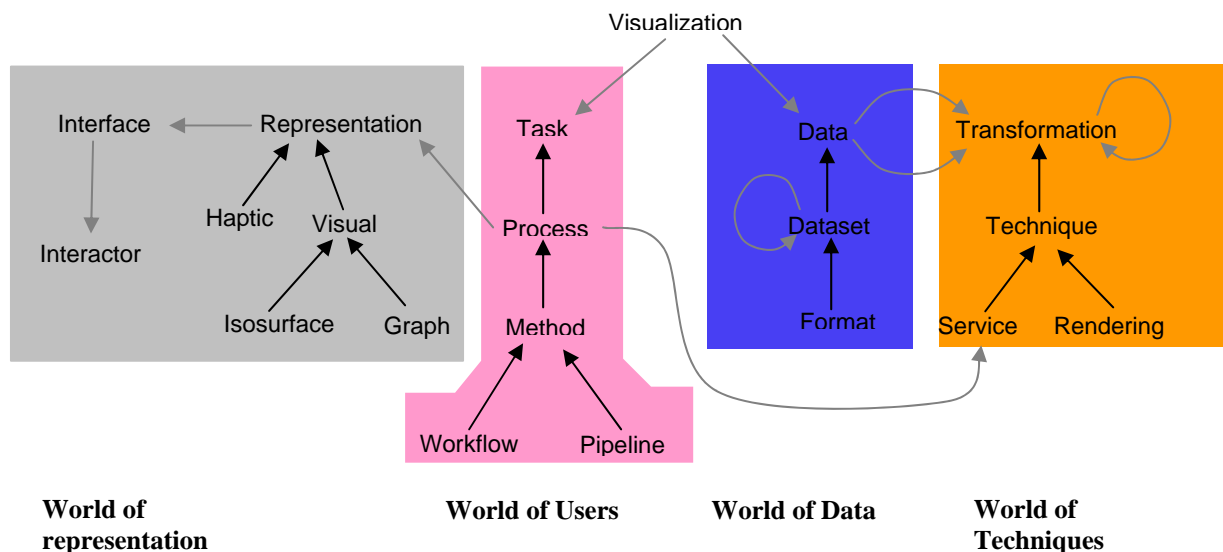 Visualization
Interface
Representation
Task
Data
Transformation
Haptic
Visual
Process
Dataset
Technique
Interactor
Isosurface
Graph
Method
Format
Service
Rendering
Workflow
Pipeline
World of
representation
World of Users
World of Data
World of
Techniques